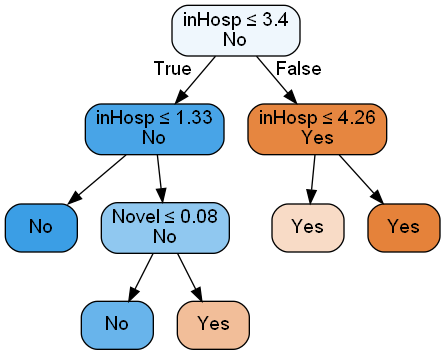 inHosp ≤ 3.4
No
True
False
inHosp ≤ 1.33
No
inHosp ≤ 4.26
Yes
No
Novel ≤ 0.08
No
Yes
Yes
No
Yes